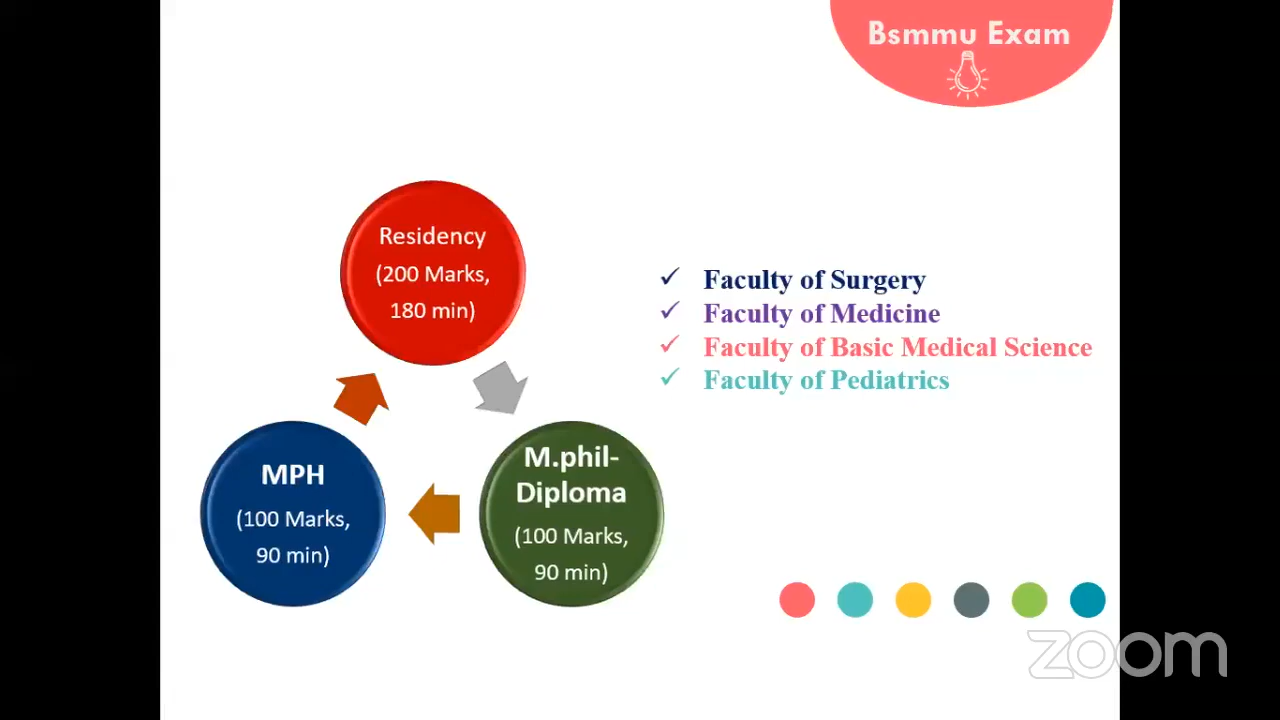 Bsmmu Exam
Residency
(200 Marks,
180 min)
✓ Faculty of Surgery
✓ Faculty of Medicine
✓ Faculty of Basic Medical Science
✓ Faculty of Pediatrics
MPH
(100 Marks,
90 min)
M.phil-
Diploma
(100 Marks,
90 min)
zoom